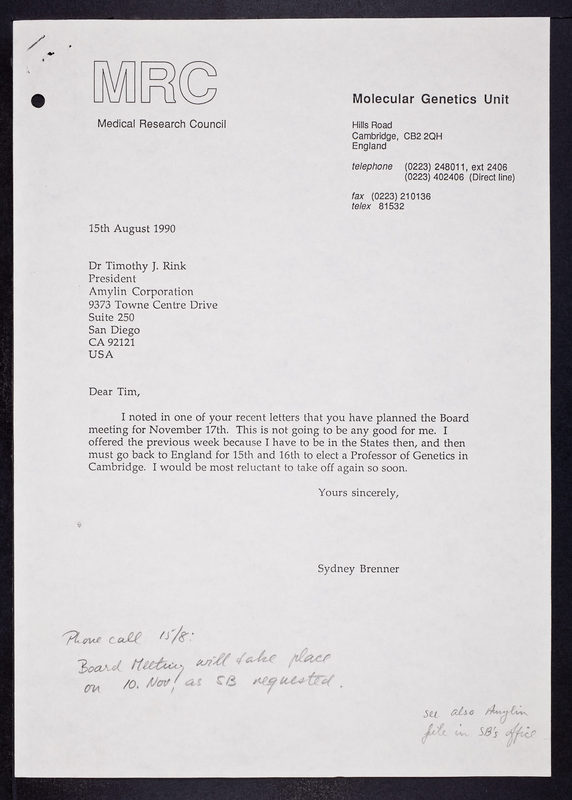 MRC
Medical Research Council
Molecular Genetics Unit
Hills Road
Cambridge, CB2 2QH
England
telephone (0223) 248011, ext 2406
(0223) 402406 (Direct line)
fax (0223) 210136
telex 81532
15th August 1990
Dr Timothy J. Rink
President
Amylin Corporation
9373 Towne Centre Drive
Suite 250
San Diego
CA 92121
USA
Dear Tim,
I noted in one of your recent letters that you have planned the Board
meeting for November 17th. This is not going to be any good for me. I
offered the previous week because I have to be in the States then, and then
must go back to England for 15th and 16th to elect a Professor of Genetics in
Cambridge. I would be most reluctant to take off again so soon.
Yours sincerely,
Sydney Brenner
Phone call 15/8:
Board Meeting will take place
on 10. Nov! as SB requested.
see also Amylin
file in SB's office